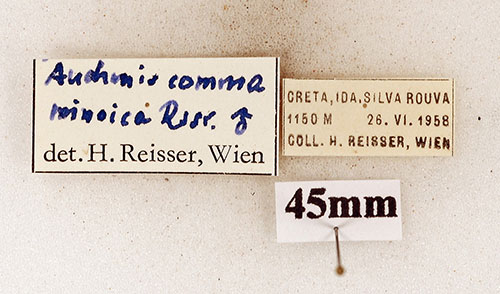 Auchmis comma
minoica Rssr. ♂
det. H. Reisser, Wien
CRETA, IDA, SILVA ROUVA
1150 M 26. VI. 1958
COLL. H. REISSER, WIEN
45mm